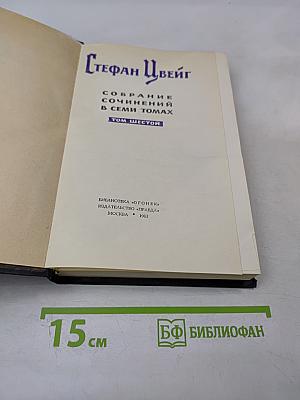 Стефан Цвейг
СОБРАНИЕ
СОЧИНЕНИЙ
В СЕМИ ТОМАХ
ТОМ ШЕСТОЙ
БИБЛИОТЕКА «ОГОНЕК»
ИЗДАТЕЛЬСТВО «ПРАВДА»
МОСКВА • 1963
15 см
БФ БИБЛИОФАН